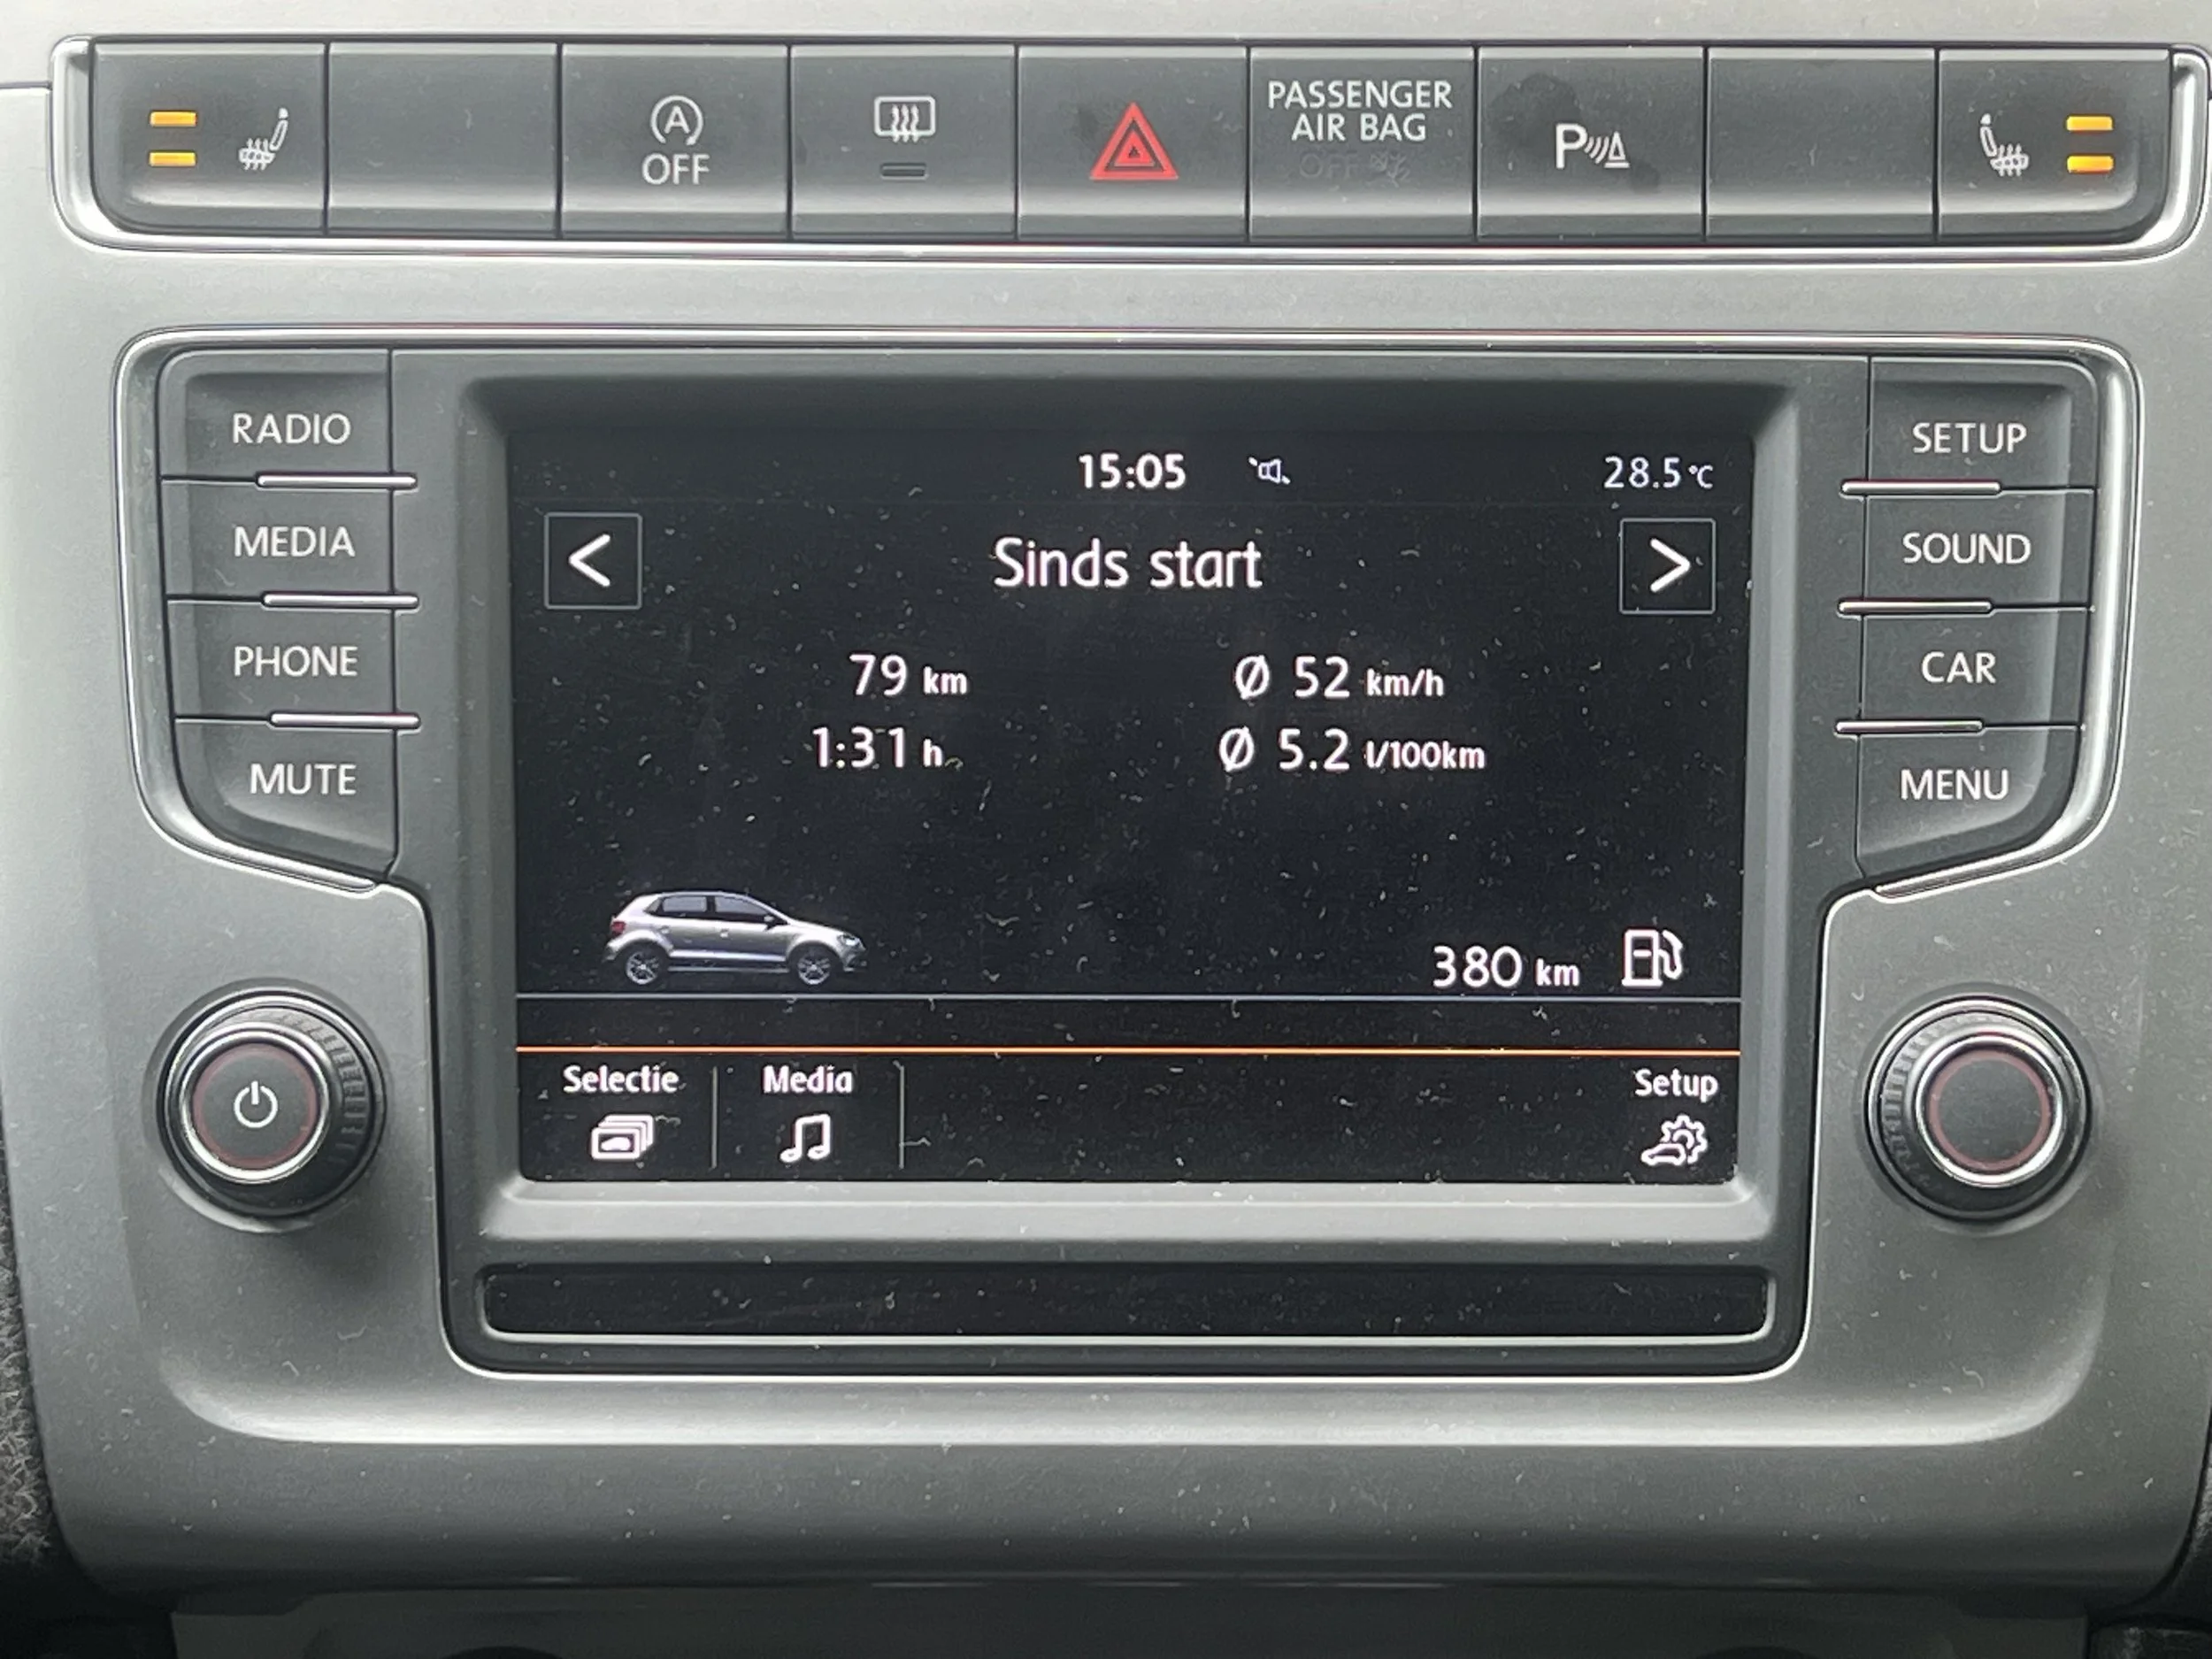 A
OFF
PASSENGER
AIR BAG
OFF
P
RADIO
MEDIA
PHONE
MUTE
15:05
28.5°C
<
Sinds start
>
79 km
Ø 52 km/h
1:31 h
Ø 5.2 l/100km
380 km
Selectie
Media
Setup
SETUP
SOUND
CAR
MENU